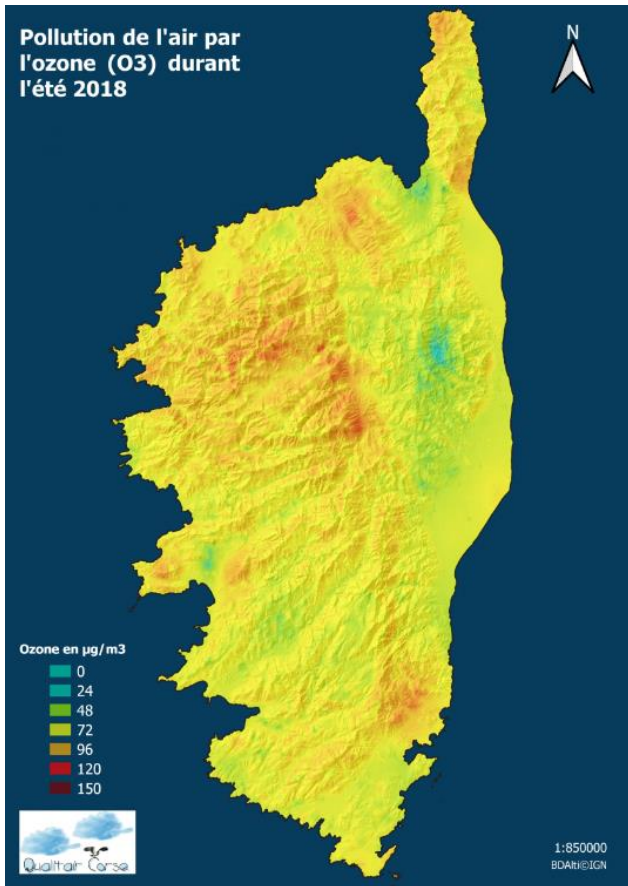 Pollution de l'air par
l'ozone (O3) durant
l'été 2018
N
Ozone en µg/m3
0
24
48
72
96
120
150
Qualitair Corse
1:850000
BDAlti©IGN